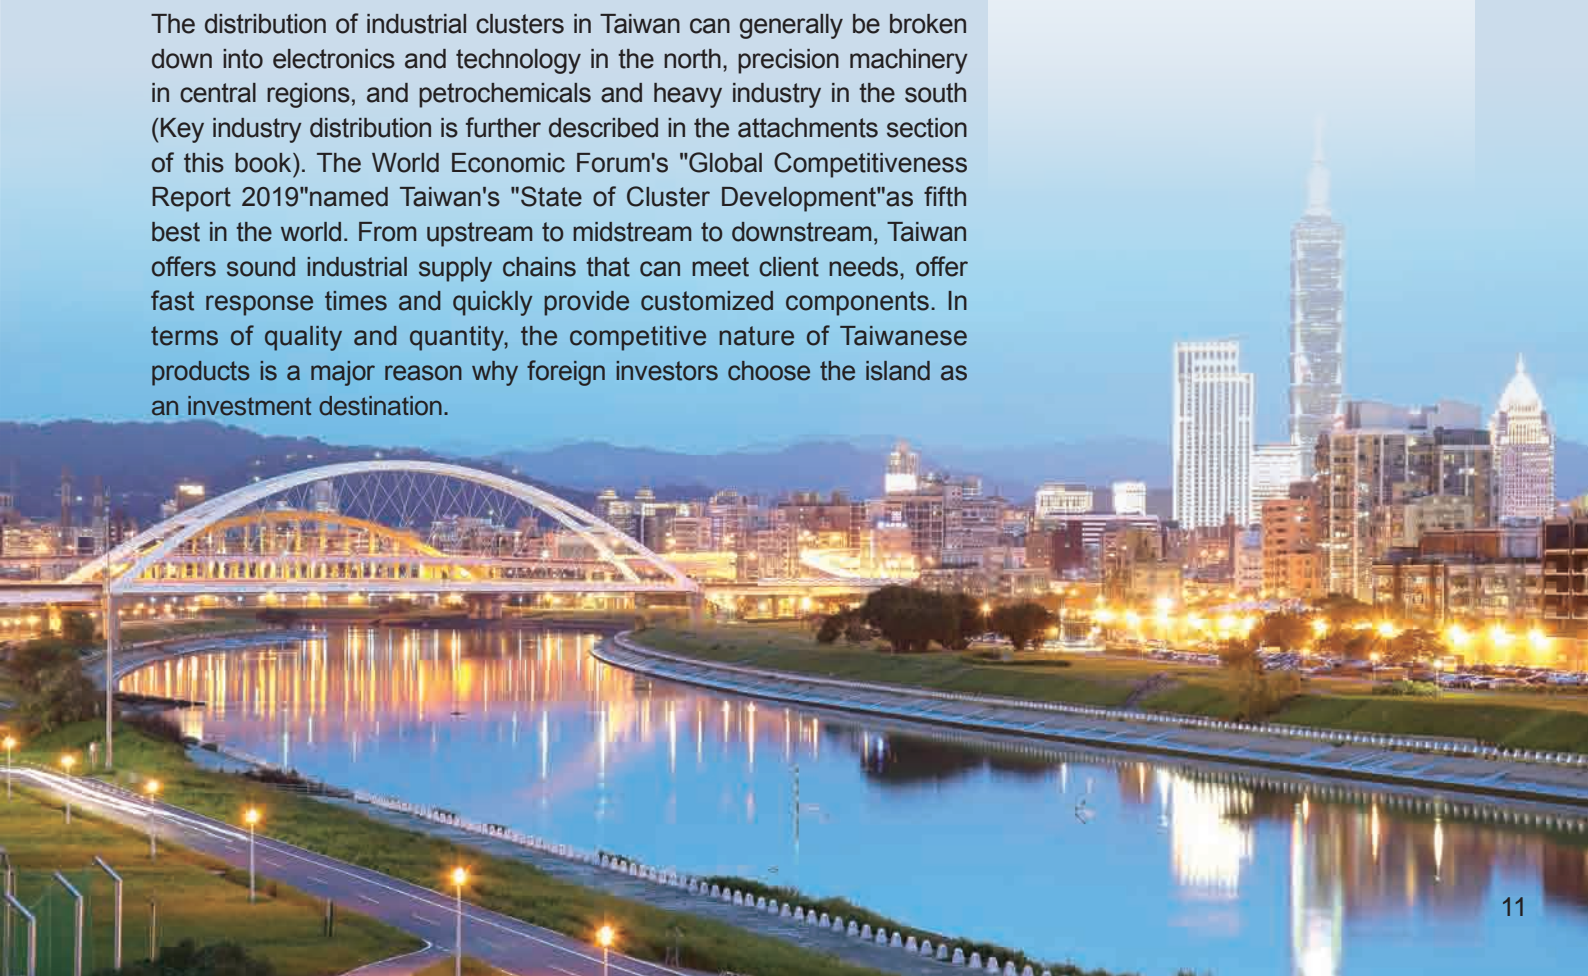 The distribution of industrial clusters in Taiwan can generally be broken
down into electronics and technology in the north, precision machinery
in central regions, and petrochemicals and heavy industry in the south
(Key industry distribution is further described in the attachments section
of this book). The World Economic Forum's "Global Competitiveness
Report 2019"named Taiwan's "State of Cluster Development"as fifth
best in the world. From upstream to midstream to downstream, Taiwan
offers sound industrial supply chains that can meet client needs, offer
fast response times and quickly provide customized components. In
terms of quality and quantity, the competitive nature of Taiwanese
products is a major reason why foreign investors choose the island as
an investment destination.
11